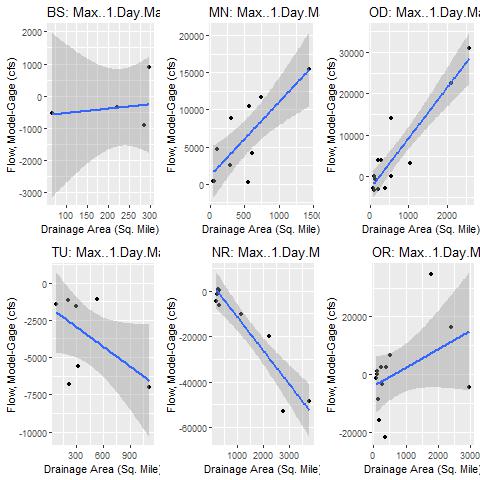 BS: Max..1.Day.Ma
MN: Max..1.Day.M
OD: Max..1.Day.M
Flow, Model-Gage (cfs)
2000
1000
0
-1000
-2000
-3000
100 150 200 250 300
Drainage Area (Sq. Mile)
Flow, Model-Gage (cfs)
20000
15000
10000
5000
0
0 500 1000 150
Drainage Area (Sq. Mile)
Flow, Model-Gage (cfs)
30000
20000
10000
0
0 1000 2000
Drainage Area (Sq. Mile)
TU: Max..1.Day.Ma
NR: Max..1.Day.M
OR: Max..1.Day.M
Flow, Model-Gage (cfs)
0
-2500
-5000
-7500
-10000
300 600 900
Drainage Area (Sq. Mile)
Flow, Model-Gage (cfs)
0
-20000
-40000
-60000
0 1000 2000 3000
Drainage Area (Sq. Mile)
Flow, Model-Gage (cfs)
20000
0
-20000
0 1000 2000 3000
Drainage Area (Sq. Mile)